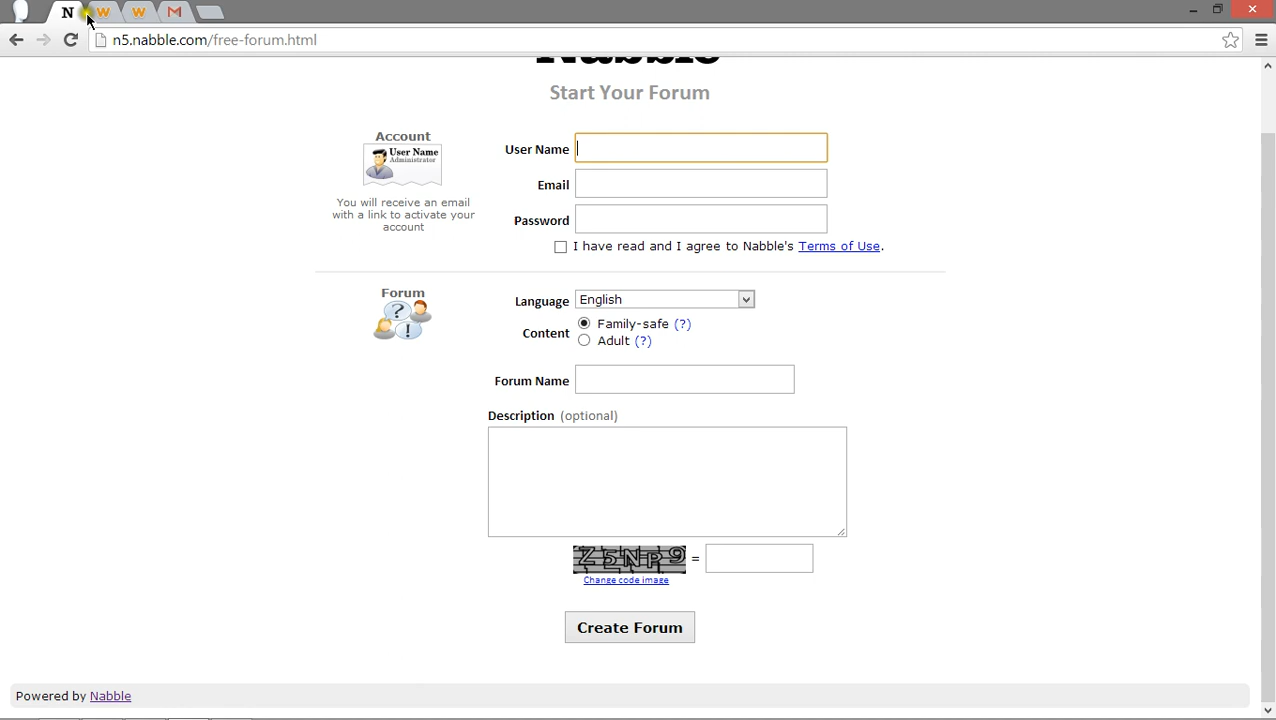 N W W M
n5.nabble.com/free-forum.html
Nabble
Start Your Forum
Account
User Name
Administrator
You will receive an email
with a link to activate your
account
User Name
Email
Password
I have read and I agree to Nabble's Terms of Use.
Forum
? !
Language English
Content Family-safe (?)
Adult (?)
Forum Name
Description (optional)
Z5NP9 =
Change code image
Create Forum
Powered by Nabble